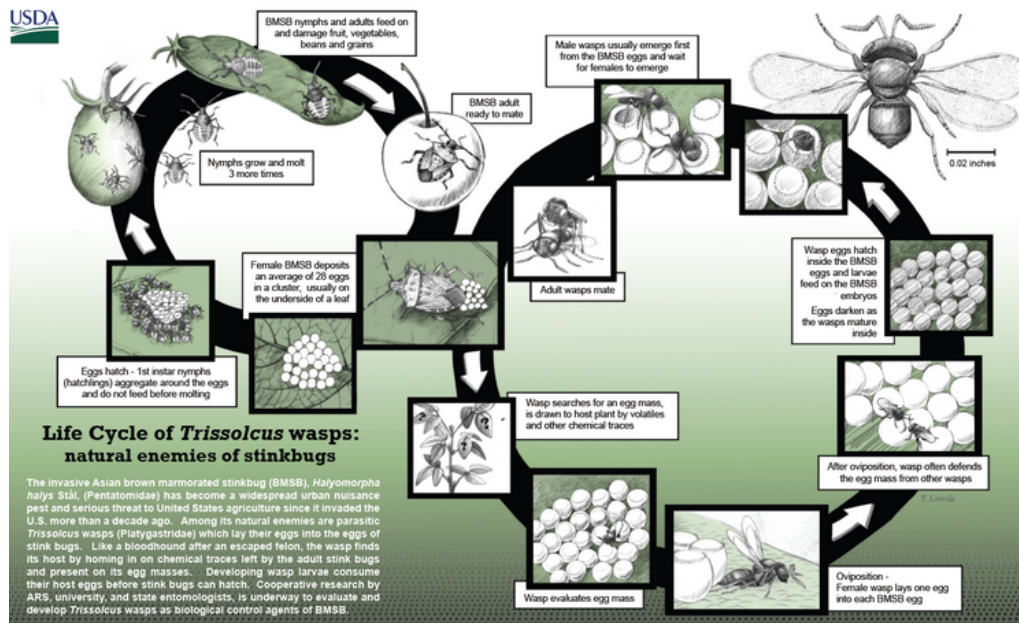 USDA
BMSB nymphs and adults feed on
and damage fruit, vegetables,
beans and grains
BMSB adult
ready to mate
Nymphs grow and molt
3 more times
Male wasps usually emerge first
from the BMSB eggs and wait
for females to emerge
0.02 inches
Female BMSB deposits
an average of 28 eggs
in a cluster, usually on
the underside of a leaf
Adult wasps mate
Wasp eggs hatch
inside the BMSB
eggs and larvae
feed on the BMSB
embryos
Eggs darken as
the wasps mature
inside
Eggs hatch - 1st instar nymphs
(hatchlings) aggregate around the eggs
and do not feed before molting
Wasp searches for an egg mass,
is drawn to host plant by volatiles
and other chemical traces
After oviposition, wasp often defends
the egg mass from other wasps
Life Cycle of Trissolcus wasps:
natural enemies of stinkbugs
The invasive Asian brown marmorated stinkbug (BMSB), Halyomorpha
halys Stål, (Pentatomidae) has become a widespread urban nuisance
pest and serious threat to United States agriculture since it invaded the
U.S. more than a decade ago. Among its natural enemies are parasitic
Trissolcus wasps (Platygastridae) which lay their eggs into the eggs of
stink bugs. Like a bloodhound after an escaped felon, the wasp finds
its host by homing in on chemical traces left by the adult stink bugs
and present on its egg masses. Developing wasp larvae consume
their host eggs before stink bugs can hatch. Cooperative research by
ARS, university, and state entomologists, is underway to evaluate and
develop Trissolcus wasps as biological control agents of BMSB.
Wasp evaluates egg mass
Oviposition -
Female wasp lays one egg
into each BMSB egg